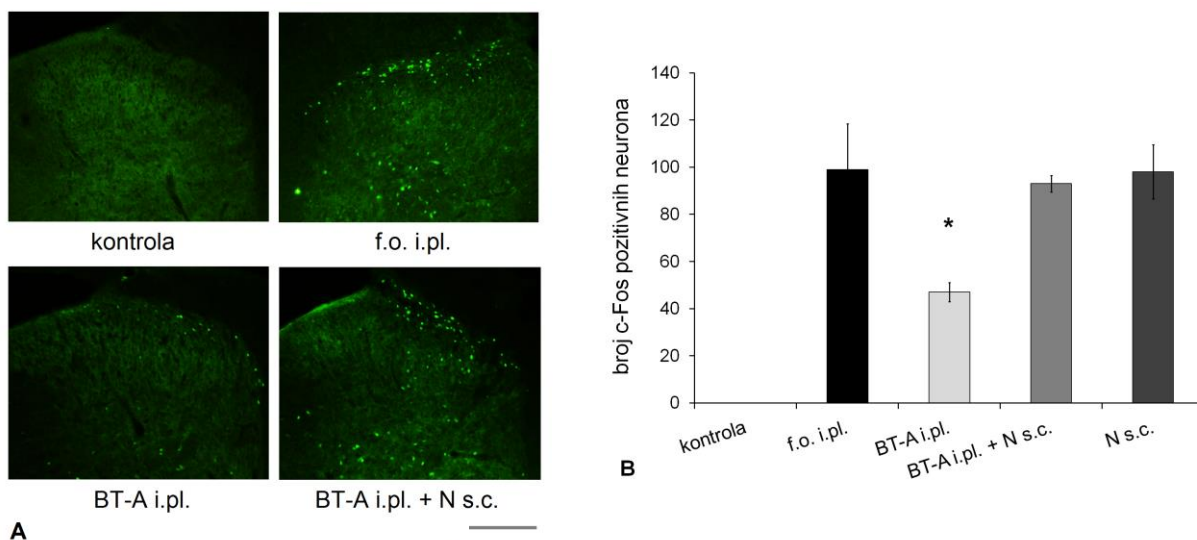 kontrola
f.o. i.pl.
BT-A i.pl.
BT-A i.pl. + N s.c.
A
broj c-Fos pozitivnih neurona
140
120
100
80
60
40
20
0
*
kontrola
f.o. i.pl.
BT-A i.pl.
BT-A i.pl. + N s.c.
N s.c.
B